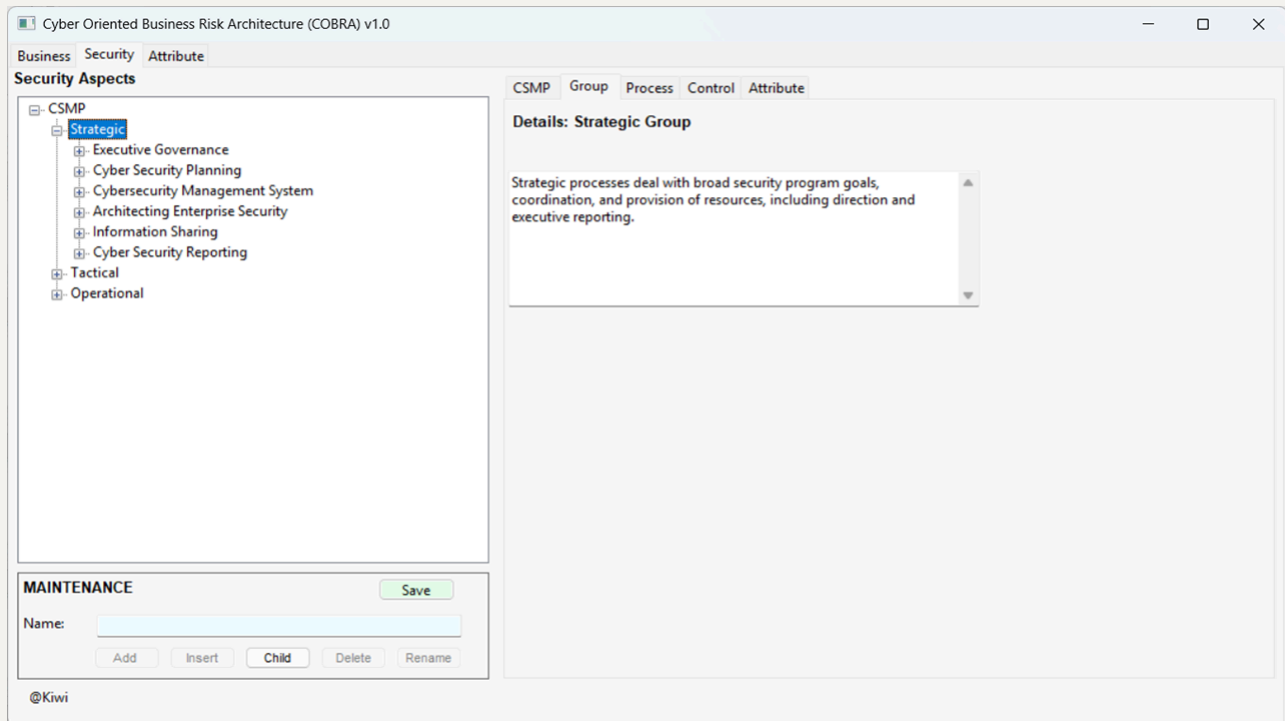 Cyber Oriented Business Risk Architecture (COBRA) v1.0
Business Security Attribute
Security Aspects
CSMP
Strategic
Executive Governance
Cyber Security Planning
Cybersecurity Management System
Architecting Enterprise Security
Information Sharing
Cyber Security Reporting
Tactical
Operational
MAINTENANCE
Save
Name:
Add Insert Child Delete Rename
@Kiwi
CSMP Group Process Control Attribute
Details: Strategic Group
Strategic processes deal with broad security program goals,
coordination, and provision of resources, including direction and
executive reporting.